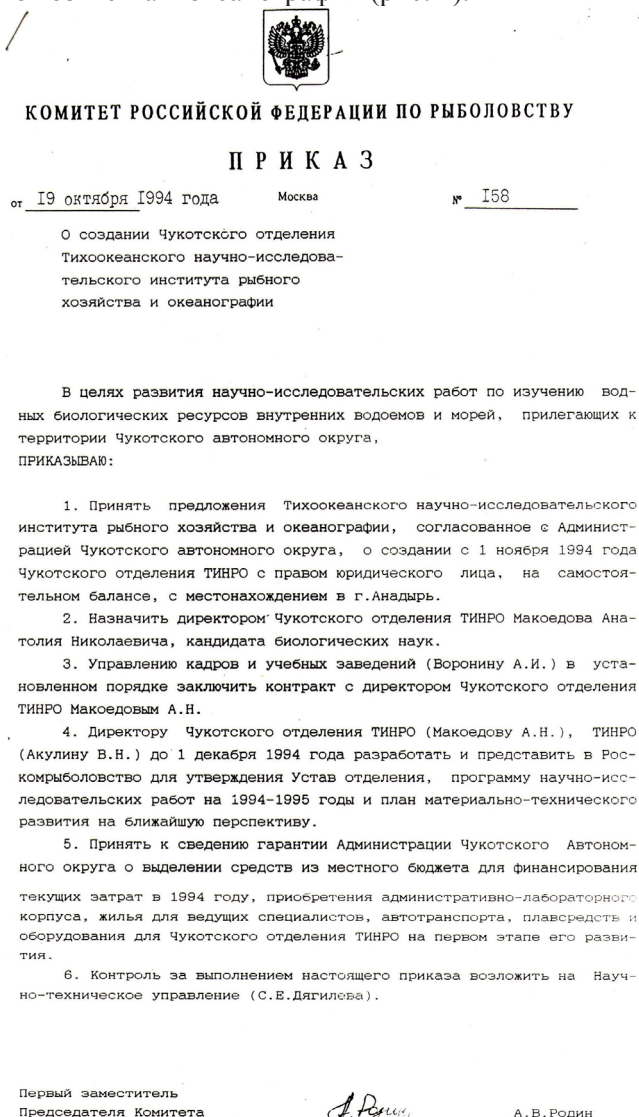 КОМИТЕТ РОССИЙСКОЙ ФЕДЕРАЦИИ ПО РЫБОЛОВСТВУ
ПРИКАЗ
от 19 октября 1994 года Москва № 158
О создании Чукотского отделения
Тихоокеанского научно-исследова-
тельского института рыбного
хозяйства и океанографии
В целях развития научно-исследовательских работ по изучению вод-
ных биологических ресурсов внутренних водоемов и морей, прилегающих к
территории Чукотского автономного округа,
ПРИКАЗЫВАЮ:
1. Принять предложения Тихоокеанского научно-исследовательского
института рыбного хозяйства и океанографии, согласованное с Админист-
рацией Чукотского автономного округа, о создании с 1 ноября 1994 года
Чукотского отделения ТИНРО с правом юридического лица, на самостоя-
тельном балансе, с местонахождением в г.Анадырь.
2. Назначить директором Чукотского отделения ТИНРО Макоедова Ана-
толия Николаевича, кандидата биологических наук.
3. Управлению кадров и учебных заведений (Воронину А.И.) в уста-
новленном порядке заключить контракт с директором Чукотского отделения
ТИНРО Макоедовым А.Н.
4. Директору Чукотского отделения ТИНРО (Макоедову А.Н.), ТИНРО
(Акулину В.Н.) до 1 декабря 1994 года разработать и представить в Рос-
комрыболовство для утверждения Устав отделения, программу научно-исс-
ледовательских работ на 1994-1995 годы и план материально-технического
развития на ближайшую перспективу.
5. Принять к сведению гарантии Администрации Чукотского Автоном-
ного округа о выделении средств из местного бюджета для финансирования
текущих затрат в 1994 году, приобретения административно-лабораторного
корпуса, жилья для ведущих специалистов, автотранспорта, плавсредств и
оборудования для Чукотского отделения ТИНРО на первом этапе его разви-
тия.
6. Контроль за выполнением настоящего приказа возложить на Науч-
но-техническое управление (С.Е.Дягилева).
Первый заместитель
Председателя Комитета А.В.Родин